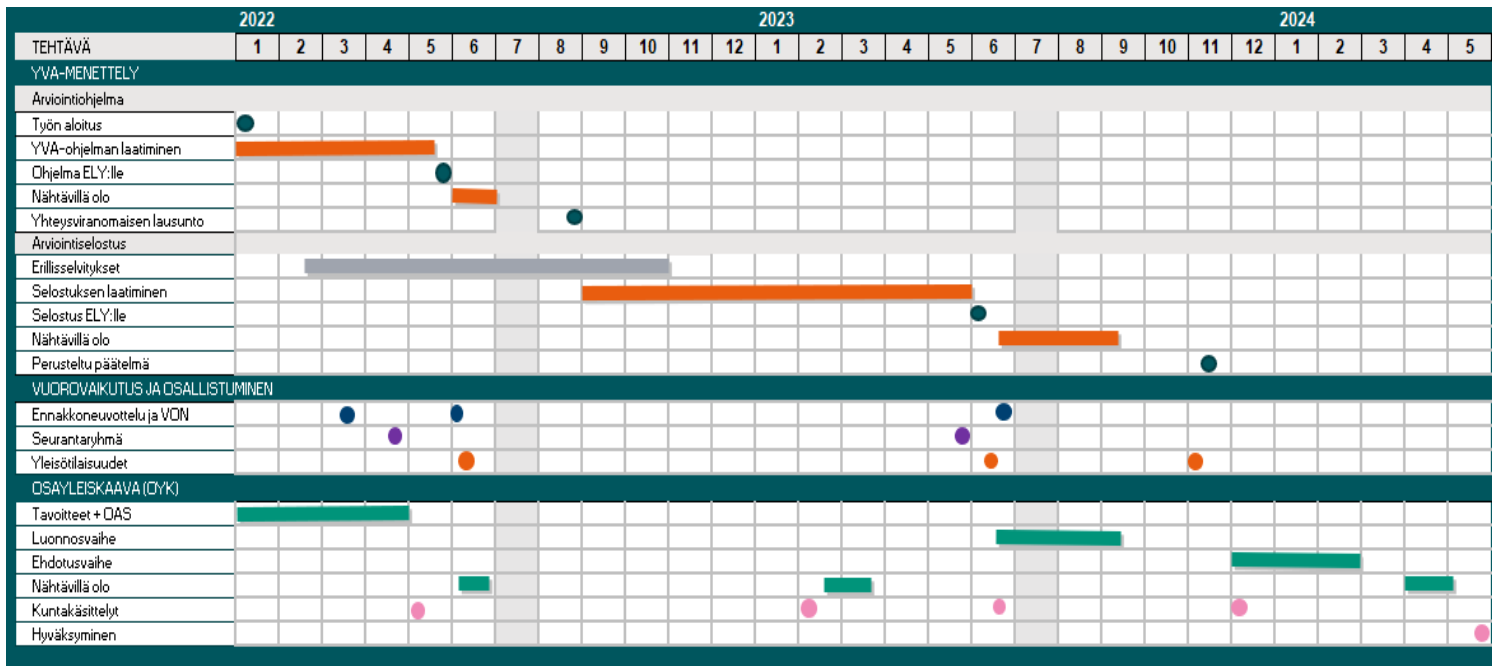 2022 2023 2024
TEHTÄVÄ 1 2 3 4 5 6 7 8 9 10 11 12 1 2 3 4 5 6 7 8 9 10 11 12 1 2 3 4 5
YVA-MENETTELY
Arviointiohjelma
Työn aloitus
YVA-ohjelman laatiminen
Ohjelma ELY:lle
Nähtävillä olo
Yhteysviranomaisen lausunto
Arviointiselostus
Erillisselvitykset
Selostuksen laatiminen
Selostus ELY:lle
Nähtävillä olo
Perusteltu päätelmä
VUOROVAIKUTUS JA OSALLISTUMINEN
Ennakkoneuvottelu ja VON
Seurantaryhmä
Yleisötilaisuudet
OSAYLEISKAAVA (OYK)
Tavoitteet + OAS
Luonnosvaihe
Ehdotusvaihe
Nähtävillä olo
Kuntakäsittelyt
Hyväksyminen